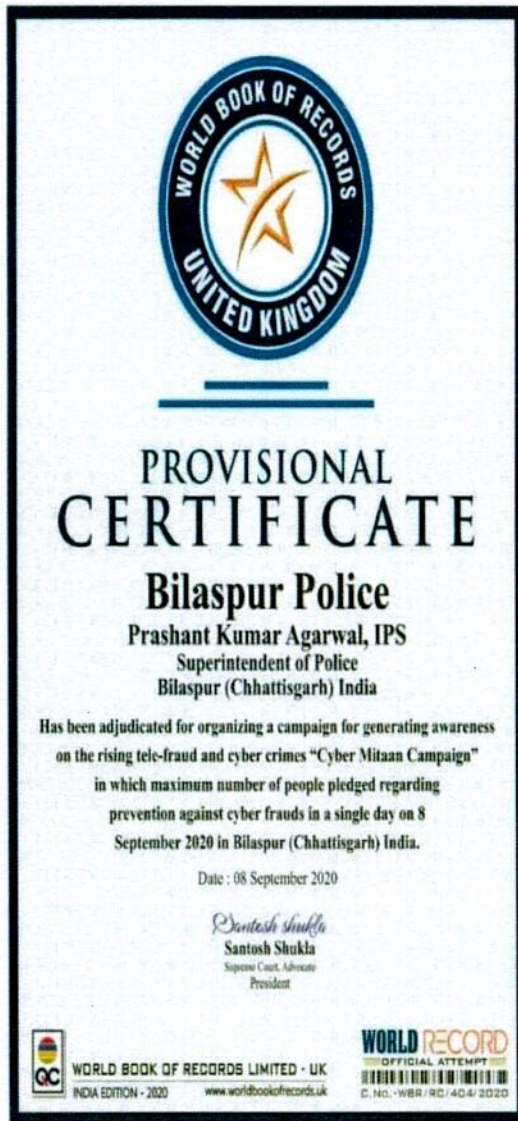 WORLD BOOK OF RECORDS
UNITED KINGDOM
PROVISIONAL
CERTIFICATE
Bilaspur Police
Prashant Kumar Agarwal, IPS
Superintendent of Police
Bilaspur (Chhattisgarh) India
Has been adjudicated for organizing a campaign for generating awareness
on the rising tele-fraud and cyber crimes “Cyber Mitaan Campaign”
in which maximum number of people pledged regarding
prevention against cyber frauds in a single day on 8
September 2020 in Bilaspur (Chhattisgarh) India.
Date : 08 September 2020
Santosh shukla
Santosh Shukla
Supreme Court, Advocate
President
QC
WORLD BOOK OF RECORDS LIMITED - UK
INDIA EDITION - 2020 www.worldbookofrecords.uk
WORLD RECORD
OFFICIAL ATTEMPT
C.No.-WBR/RC/404/2020